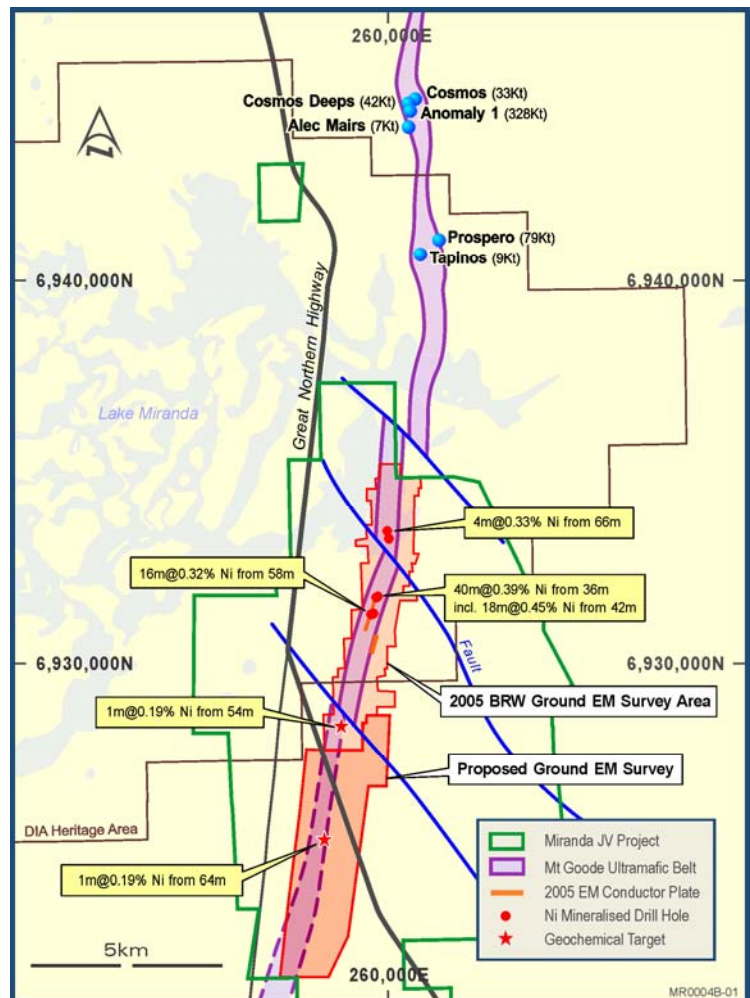 260,000E
Cosmos (33Kt)
Cosmos Deeps (42Kt)
Anomaly 1 (328Kt)
Alec Mairs (7Kt)
Prospero (79Kt)
Tapinos (9Kt)
6,940,000N
6,940,000N
Great Northern Highway
Lake Miranda
4m@0.33% Ni from 66m
16m@0.32% Ni from 58m
40m@0.39% Ni from 36m
incl. 18m@0.45% Ni from 42m
Fault
6,930,000N
6,930,000N
2005 BRW Ground EM Survey Area
1m@0.19% Ni from 54m
Proposed Ground EM Survey
DIA Heritage Area
1m@0.19% Ni from 64m
Miranda JV Project
Mt Goode Ultramafic Belt
2005 EM Conductor Plate
Ni Mineralised Drill Hole
Geochemical Target
5km
260,000E
MR0004B-01